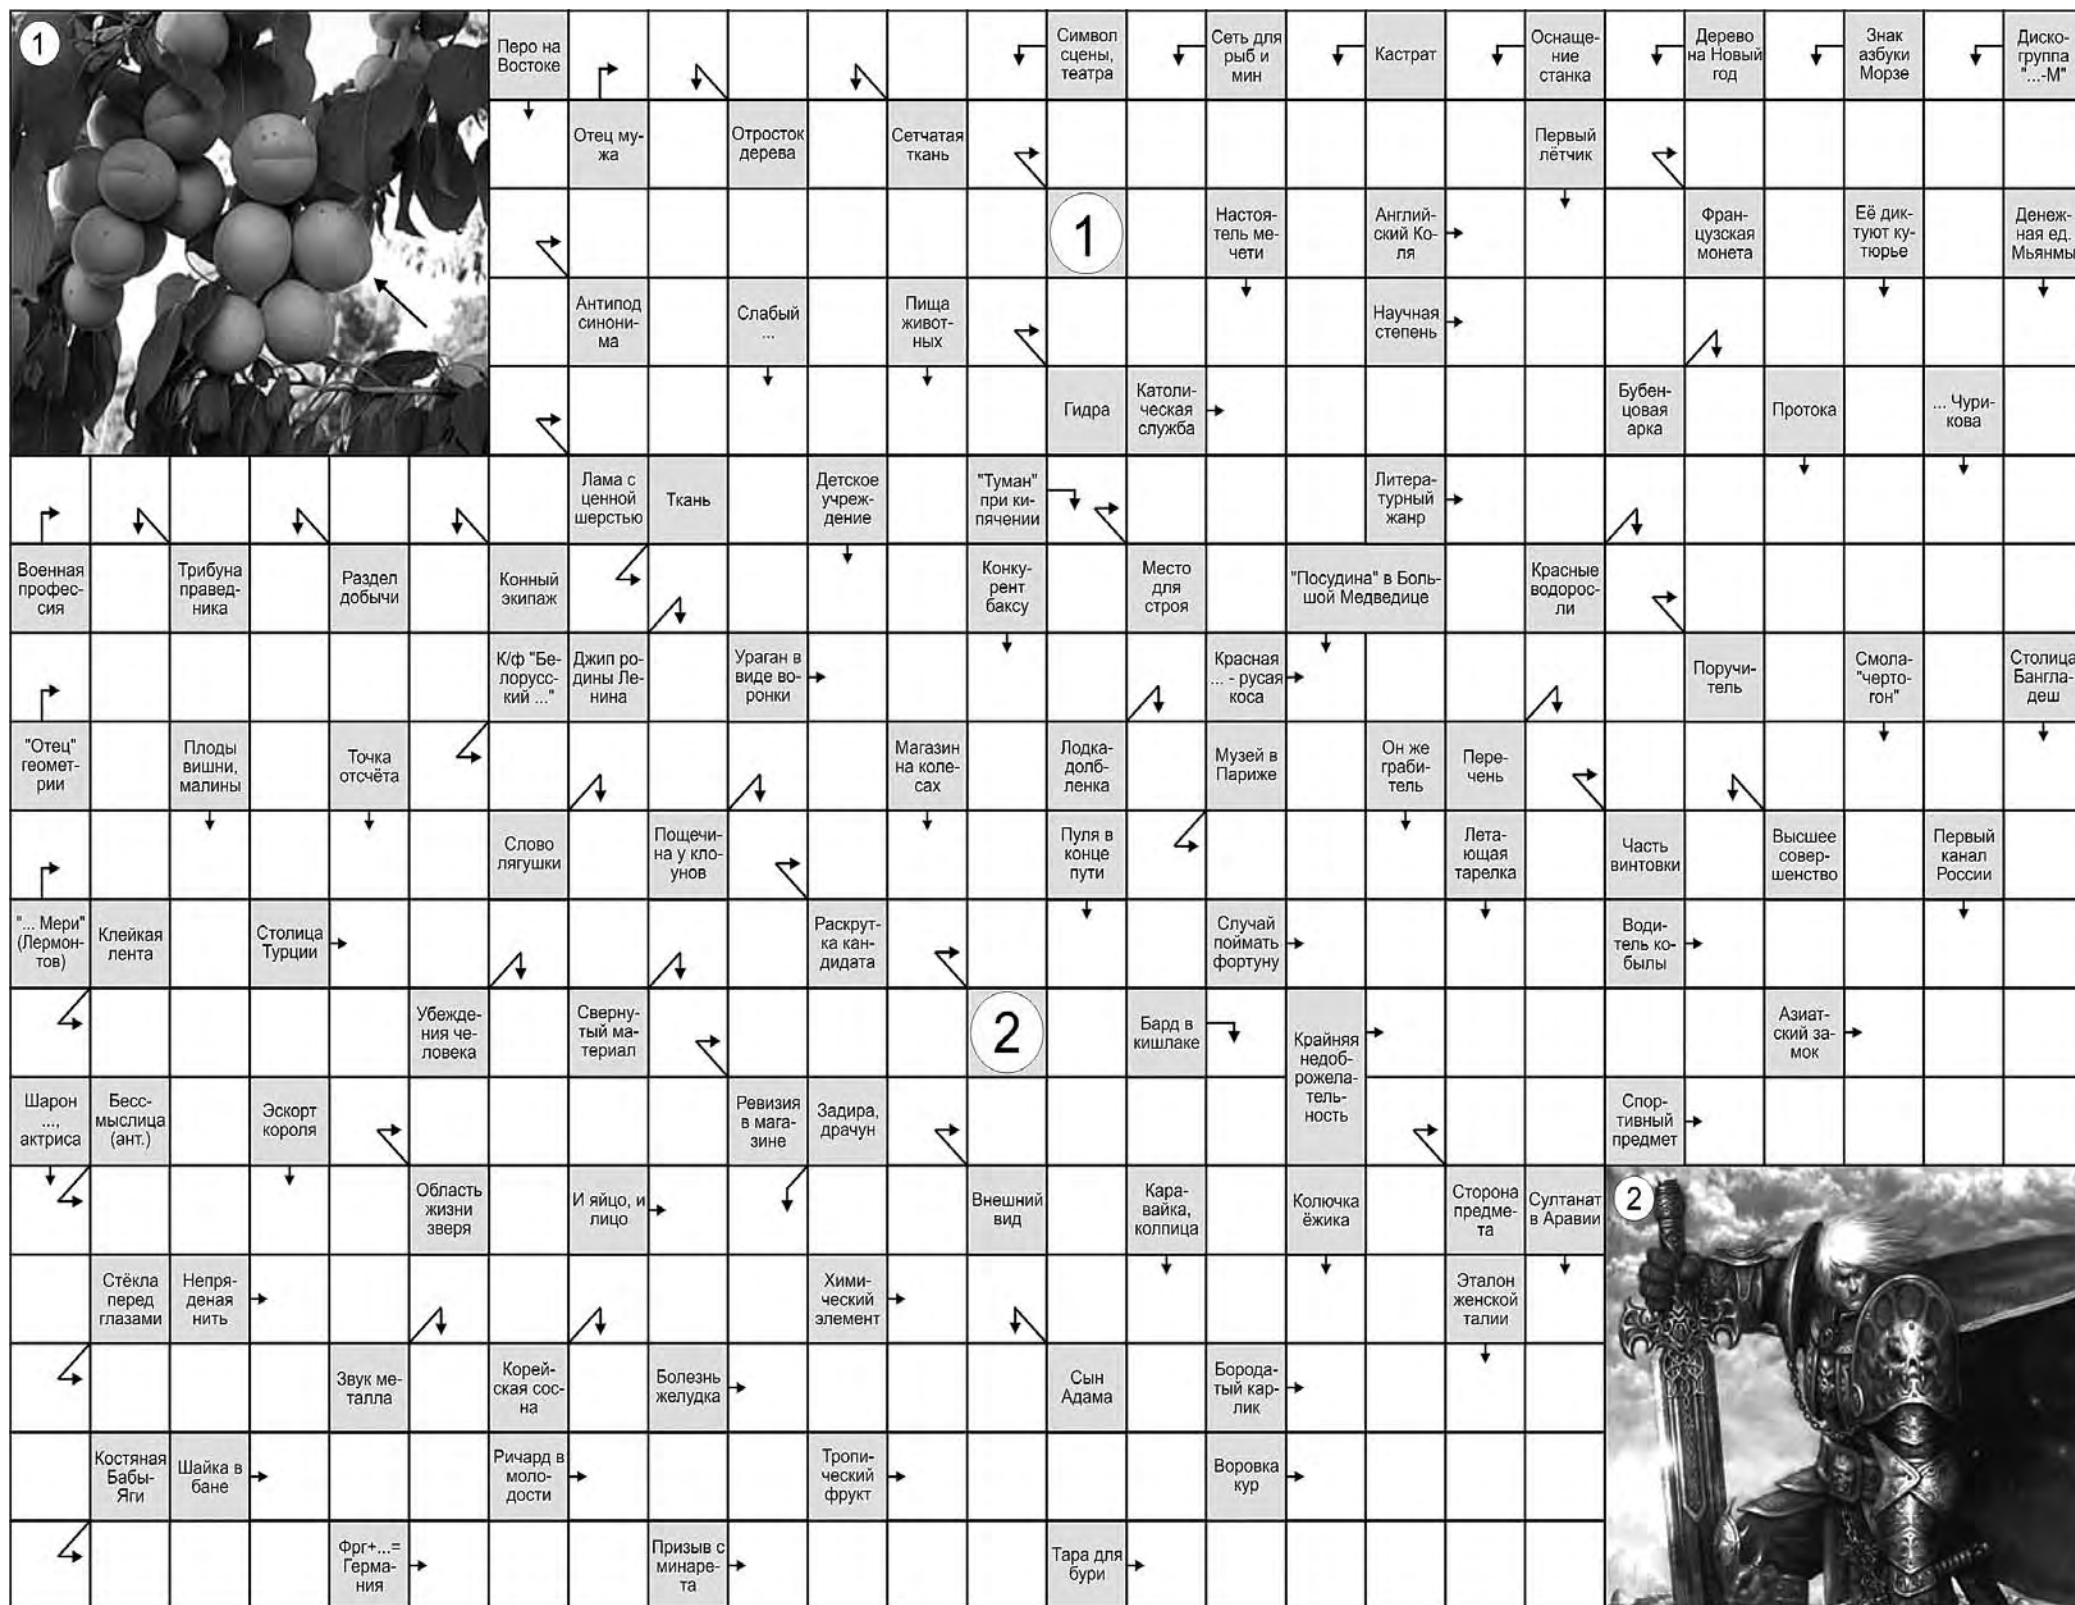 1
Перо на
Востоке
Символ
сцены,
театра
Сеть для
рыб и
мин
Кастрат
Оснаще-
ние
станка
Дерево
на Новый
год
Знак
азбуки
Морзе
Диско-
группа
"...-М"
Отец му-
жа
Отросток
дерева
Сетчатая
ткань
Первый
лётчик
1
Настоя-
тель ме-
чети
Англий-
ский Ко-
ля
Фран-
цузская
монета
Её дик-
туют ку-
тюрье
Денеж-
ная ед.
Мьянмы
Антипод
синони-
ма
Слабый
...
Пища
живот-
ных
Научная
степень
Гидра
Католи-
ческая
служба
Бубен-
цовая
арка
Протока
... Чури-
кова
Лама с
ценной
шерстью
Ткань
Детское
учреж-
дение
"Туман"
при ки-
пячении
Литера-
турный
жанр
Военная
профес-
сия
Трибуна
правед-
ника
Раздел
добычи
Конный
экипаж
Конку-
рент
баксу
Место
для
строя
"Посудина" в Боль-
шой Медведице
Красные
водорос-
ли
К/ф "Бе-
лорусс-
кий ..."
Джип ро-
дины Ле-
нина
Ураган в
виде во-
ронки
Красная
... - русая
коса
Поручи-
тель
Смола-
"черто-
гон"
Столица
Бангла-
деш
"Отец"
геомет-
рии
Плоды
вишни,
малины
Точка
отсчёта
Магазин
на коле-
сах
Лодка-
долб-
ленка
Музей в
Париже
Он же
граби-
тель
Пере-
чень
Слово
лягушки
Пощечи-
на у кло-
унов
Пуля в
конце
пути
Лета-
ющая
тарелка
Часть
винтовки
Высшее
совер-
шенство
Первый
канал
России
"... Мери"
(Лермон-
тов)
Клейкая
лента
Столица
Турции
Раскрут-
ка кан-
дидата
Случай
поймать
фортуну
Води-
тель ко-
былы
Убежде-
ния че-
ловека
Сверну-
тый ма-
териал
2
Бард в
кишлаке
Крайняя
недоб-
рожела-
тель-
ность
Азиат-
ский за-
мок
Шарон
...,
актриса
Бесс-
мыслица
(ант.)
Эскорт
короля
Ревизия
в мага-
зине
Задира,
драчун
Спор-
тивный
предмет
Область
жизни
зверя
И яйцо, и
лицо
Внешний
вид
Кара-
вайка,
колпица
Колючка
ёжика
Сторона
предме-
та
Султанат
в Аравии
2
Стёкла
перед
глазами
Непря-
деная
нить
Хими-
ческий
элемент
Эталон
женской
талии
Звук ме-
талла
Корей-
ская сос-
на
Болезнь
желудка
Сын
Адама
Борода-
тый кар-
лик
Костяная
Бабы-
Яги
Шайка в
бане
Ричард в
моло-
дости
Тропи-
ческий
фрукт
Воровка
кур
Фрг+...=
Герма-
ния
Призыв с
минаре-
та
Тара для
бури